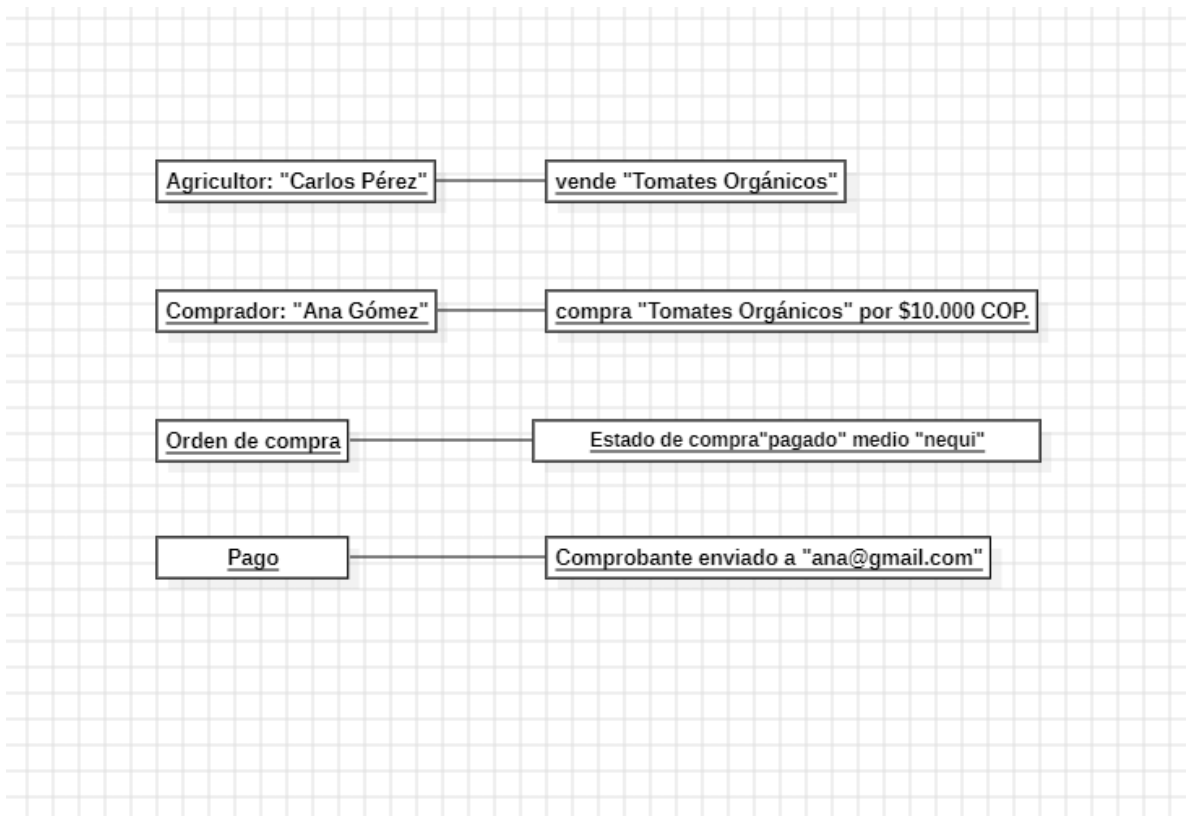 Agricultor: "Carlos Pérez"
vende "Tomates Orgánicos"
Comprador: "Ana Gómez"
compra "Tomates Orgánicos" por $10.000 COP.
Orden de compra
Estado de compra"pagado" medio "nequi"
Pago
Comprobante enviado a "ana@gmail.com"